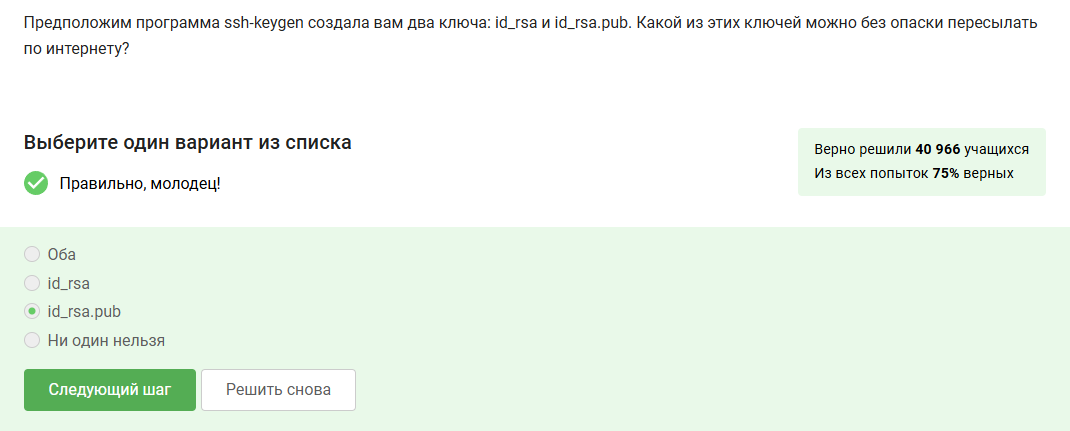 Предположим программа ssh-keygen создала вам два ключа: id_rsa и id_rsa.pub. Какой из этих ключей можно без опаски пересылать
по интернету?
Выберите один вариант из списка
Правильно, молодец!
Верно решили 40 966 учащихся
Из всех попыток 75% верных
Оба
id_rsa
id_rsa.pub
Ни один нельзя
Следующий шаг
Решить снова